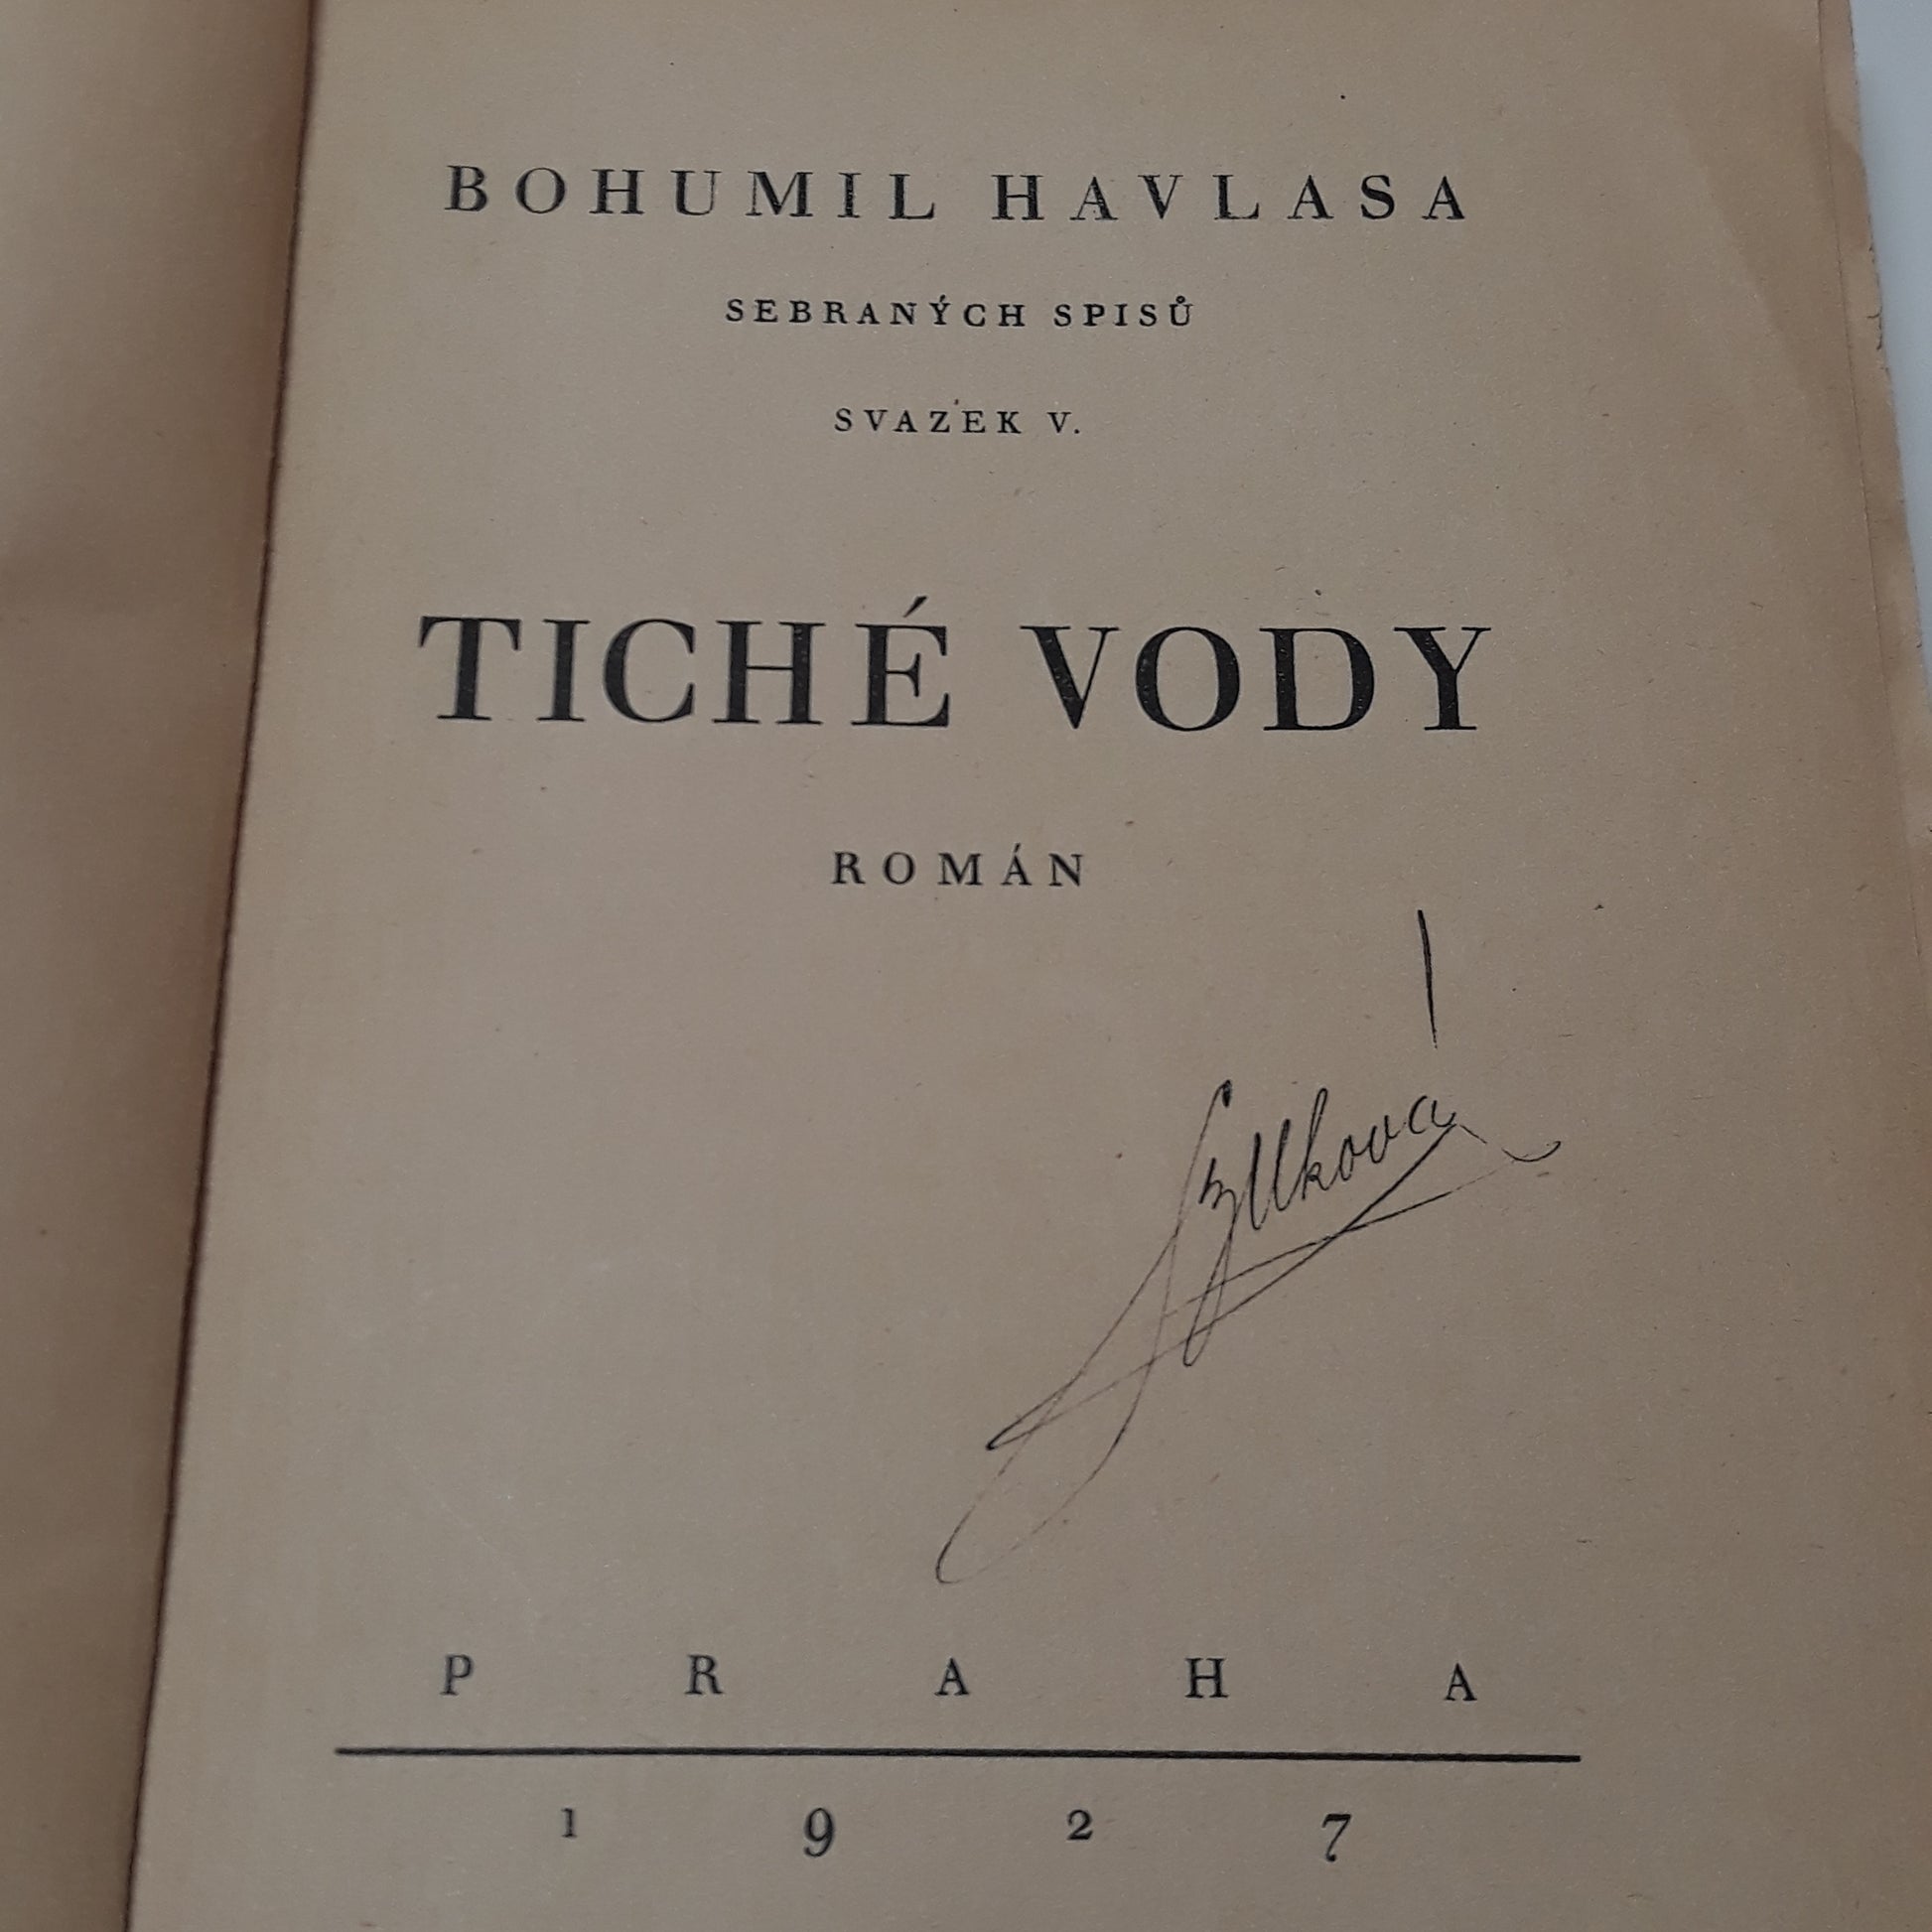 BOHUMIL HAVLASA
SEBRANÝCH SPISŮ
SVAZEK V.
TICHÉ VODY
ROMÁN
PRAHA
1927